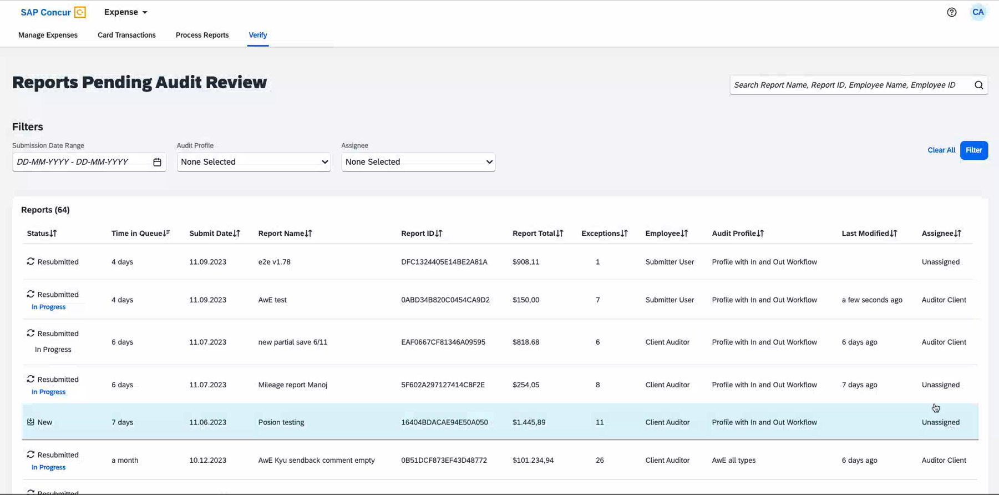 SAP Concur
Expense
CA
Manage Expenses Card Transactions Process Reports Verify
Reports Pending Audit Review
Search Report Name, Report ID, Employee Name, Employee ID
Filters
Submission Date Range Audit Profile Assignee
DD-MM-YYYY - DD-MM-YYYY None Selected None Selected
Clear All Filter
Reports (64)
Status Time in Queue Submit Date Report Name Report ID Report Total Exceptions Employee Audit Profile Last Modified Assignee
Resubmitted 4 days 11.09.2023 e2e v1.78 DFC1324405E14BE2A81A $908,11 1 Submitter User Profile with In and Out Workflow Unassigned
Resubmitted
In Progress
4 days 11.09.2023 AwE test 0ABD34B820C0454CA9D2 $150,00 7 Submitter User Profile with In and Out Workflow a few seconds ago Auditor Client
Resubmitted
In Progress
6 days 11.07.2023 new partial save 6/11 EAF0667CF81346A09595 $818,68 6 Client Auditor Profile with In and Out Workflow 6 days ago Auditor Client
Resubmitted
In Progress
6 days 11.07.2023 Mileage report Manoj 5F602A297127414C8F2E $254,05 8 Client Auditor Profile with In and Out Workflow 7 days ago Unassigned
New 7 days 11.06.2023 Posion testing 16404BDACAE94E50A050 $1.445,89 11 Client Auditor Profile with In and Out Workflow Unassigned
Resubmitted
In Progress
a month 10.12.2023 AwE Kyu sendback comment empty 0B51DCF873EF43D48772 $101.234,94 26 Client Auditor AwE all types 6 days ago Auditor Client
Resubmitted